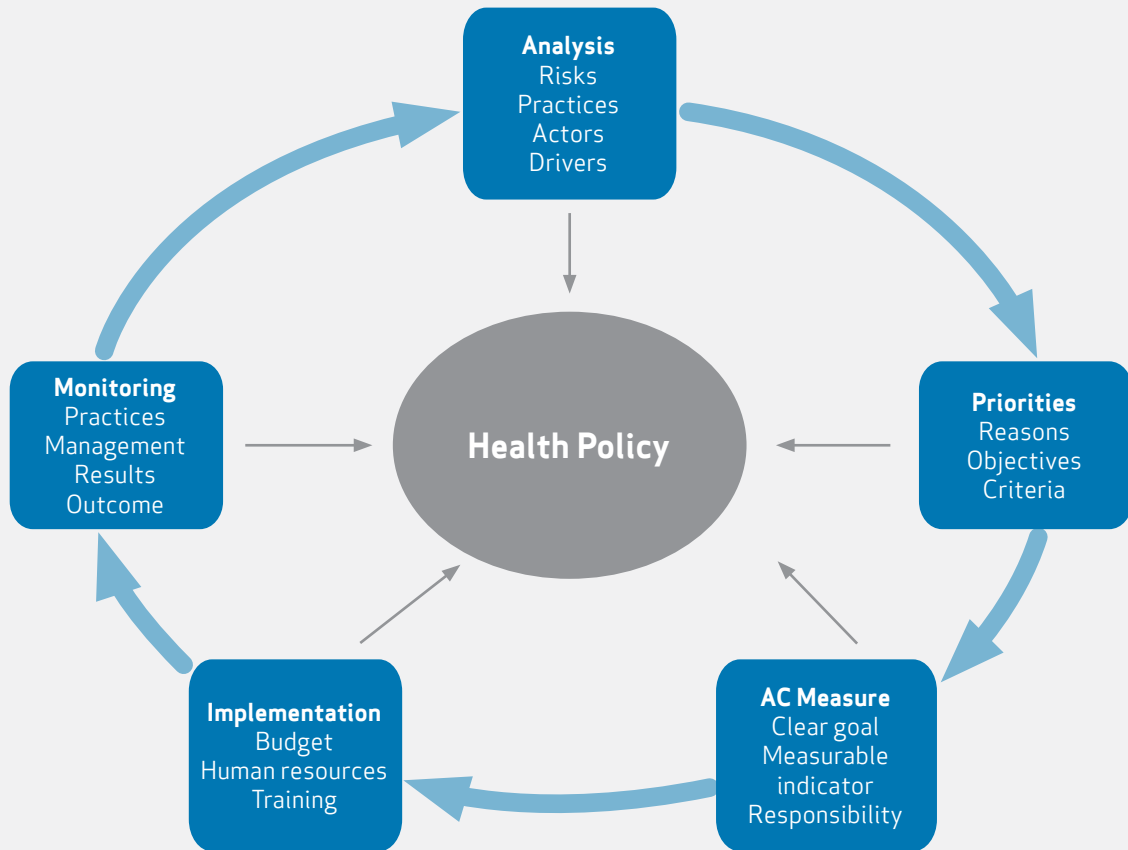 Analysis
Risks
Practices
Actors
Drivers
Monitoring
Practices
Management
Results
Outcome
Health Policy
Priorities
Reasons
Objectives
Criteria
Implementation
Budget
Human resources
Training
AC Measure
Clear goal
Measurable
indicator
Responsibility